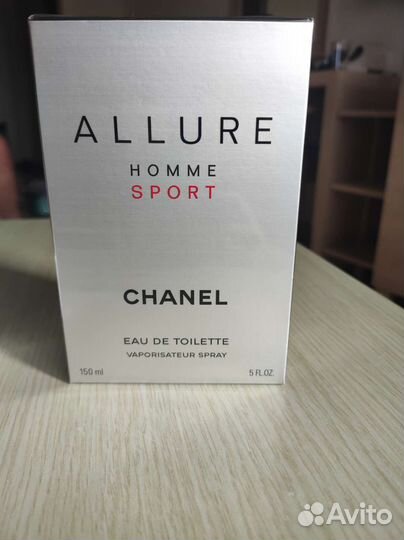 ALLURE
HOMME
SPORT
CHANEL
EAU DE TOILETTE
VAPORISATEUR SPRAY
150 ml 5 FL.OZ.
Avito